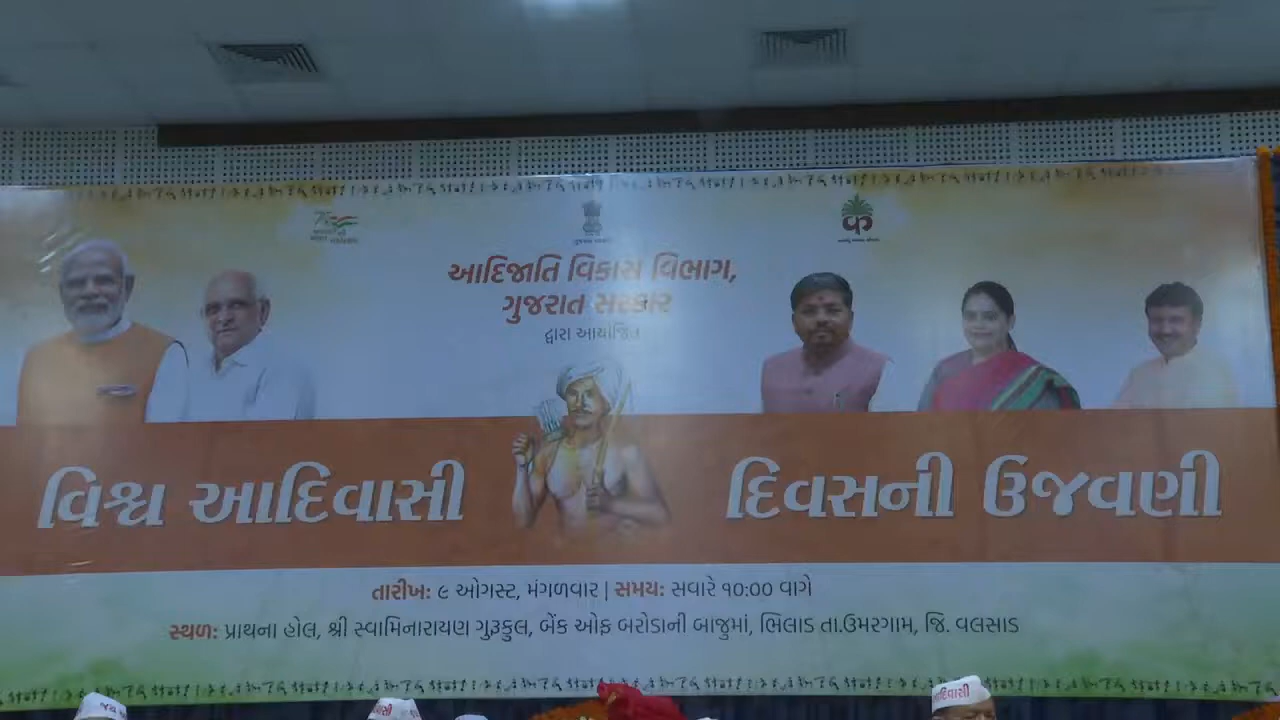 આદિજાતિ વિકાસ વિભાગ,
ગુજરાત સરકાર
દ્વારા આયોજિત
વિશ્વ આદિવાસી દિવસની ઉજવણી
તારીખ: ૯ ઓગસ્ટ, મંગળવાર | સમય: સવારે ૧૦:૦૦ વાગે
સ્થળ: પ્રાથના હોલ, શ્રી સ્વામિનારાયણ ગુરૂકુલ, બેંક ઓફ બરોડાની બાજુમાં, ભિલાડ તા.ઉમરગામ, જિ. વલસાડ